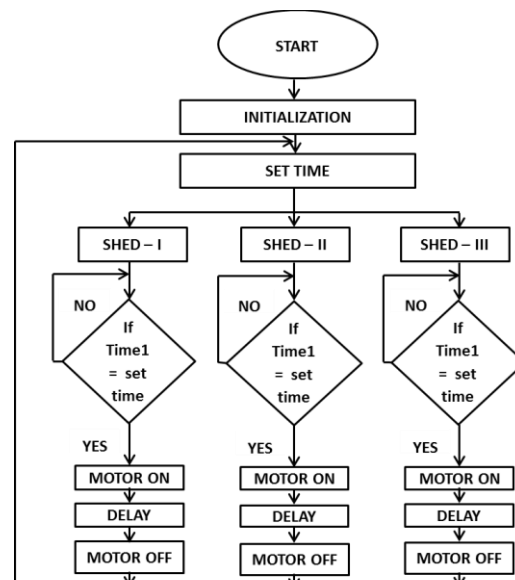 START
INITIALIZATION
SET TIME
SHED – I
SHED – II
SHED – III
NO
NO
NO
If
Time1
= set
time
If
Time1
= set
time
If
Time1
= set
time
YES
YES
YES
MOTOR ON
MOTOR ON
MOTOR ON
DELAY
DELAY
DELAY
MOTOR OFF
MOTOR OFF
MOTOR OFF